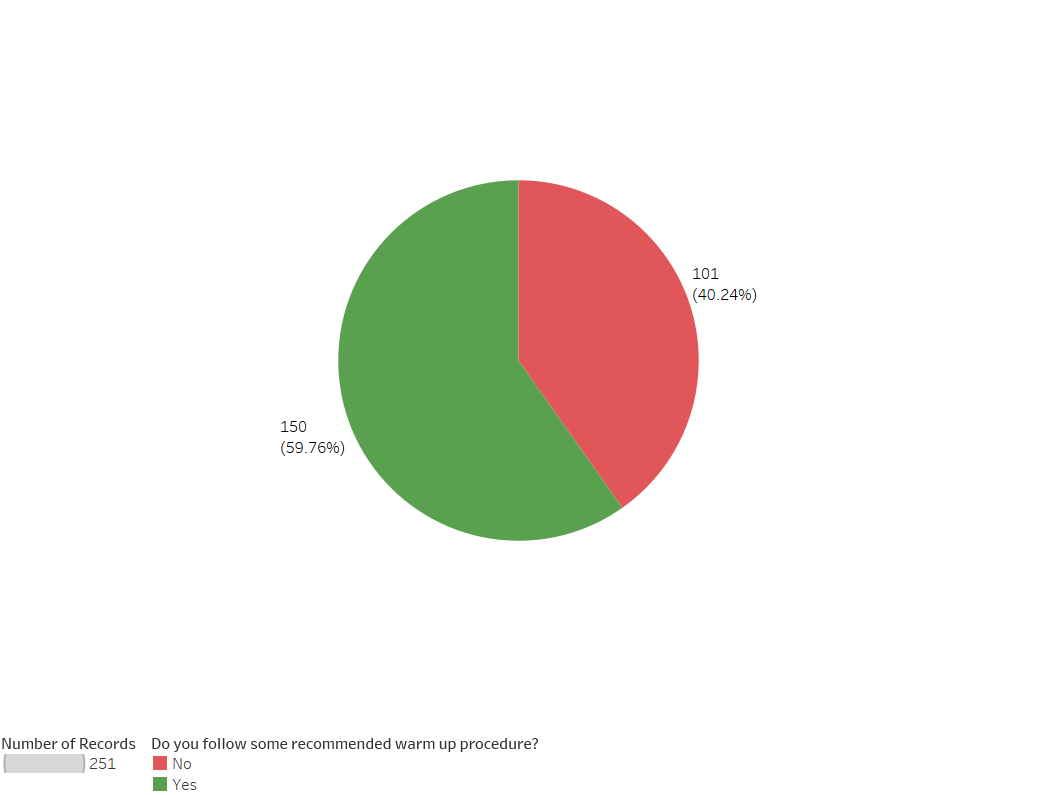 101
(40.24%)
150
(59.76%)
Number of Records
251
Do you follow some recommended warm up procedure?
No
Yes